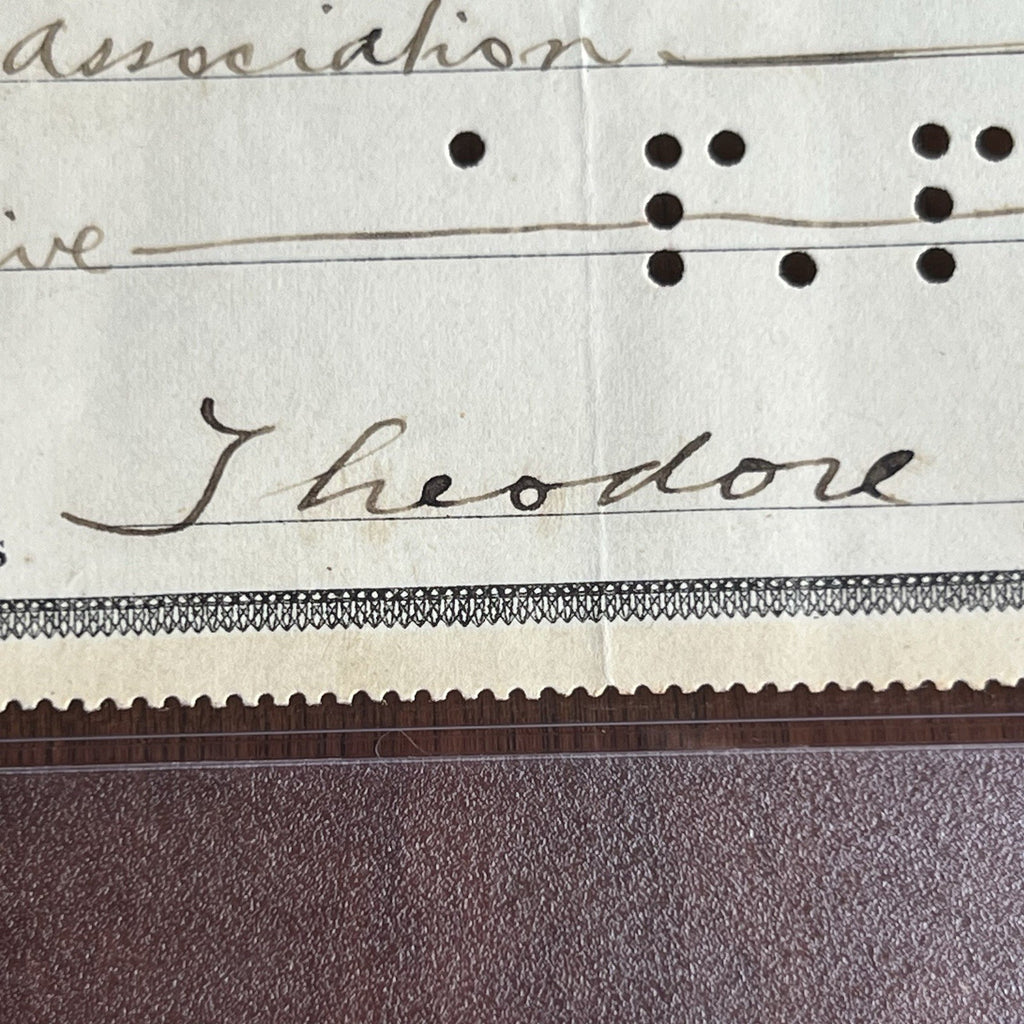 association
ive
Theodore
s